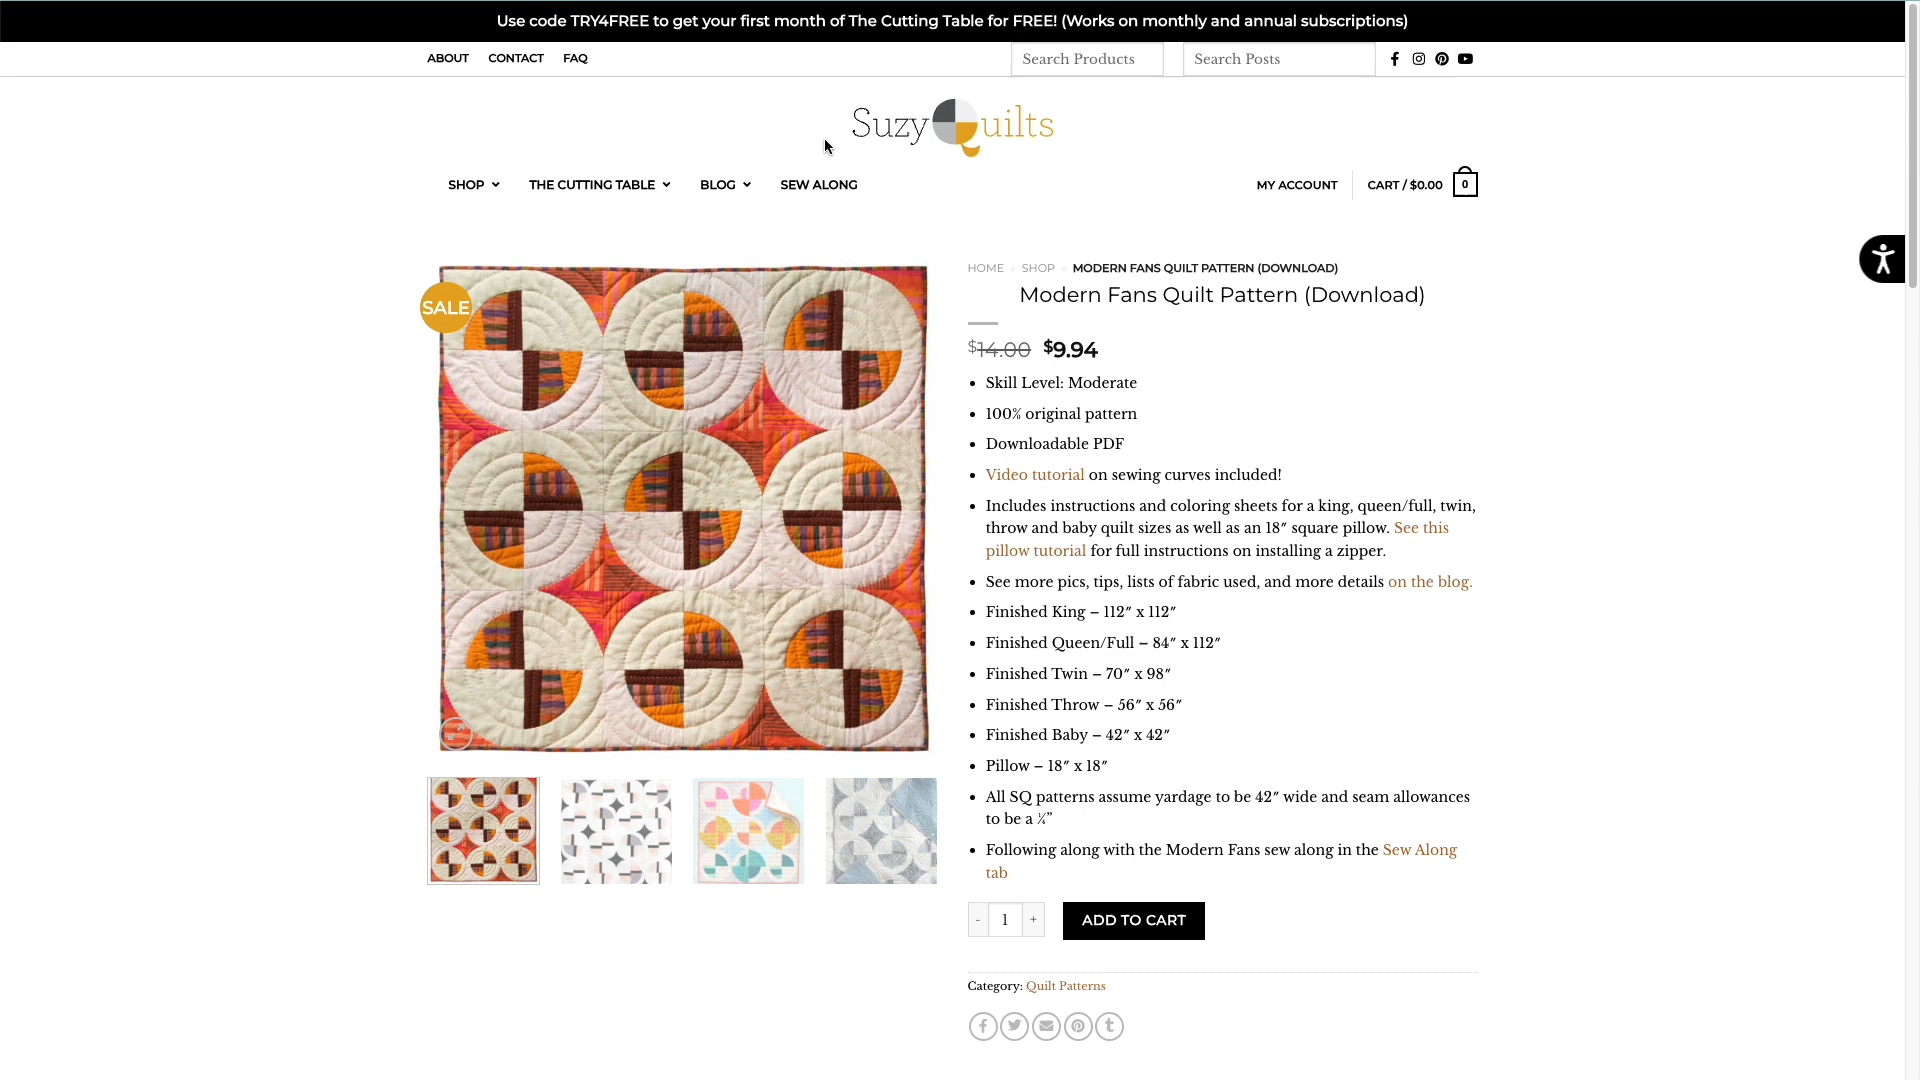 Use code TRY4FREE to get your first month of The Cutting Table for FREE! (Works on monthly and annual subscriptions)
ABOUT CONTACT FAQ Search Products Search Posts
Suzy Quilts
SHOP THE CUTTING TABLE BLOG SEW ALONG MY ACCOUNT CART / $0.00 0
SALE
HOME SHOP MODERN FANS QUILT PATTERN (DOWNLOAD)
Modern Fans Quilt Pattern (Download)
$14.00 $9.94
• Skill Level: Moderate
• 100% original pattern
• Downloadable PDF
• Video tutorial on sewing curves included!
• Includes instructions and coloring sheets for a king, queen/full, twin,
throw and baby quilt sizes as well as an 18″ square pillow. See this
pillow tutorial for full instructions on installing a zipper.
• See more pics, tips, lists of fabric used, and more details on the blog.
• Finished King – 112″ x 112″
• Finished Queen/Full – 84″ x 112″
• Finished Twin – 70″ x 98″
• Finished Throw – 56″ x 56″
• Finished Baby – 42″ x 42″
• Pillow – 18″ x 18″
• All SQ patterns assume yardage to be 42″ wide and seam allowances
to be a ¼”
• Following along with the Modern Fans sew along in the Sew Along
tab
- 1 + ADD TO CART
Category: Quilt Patterns